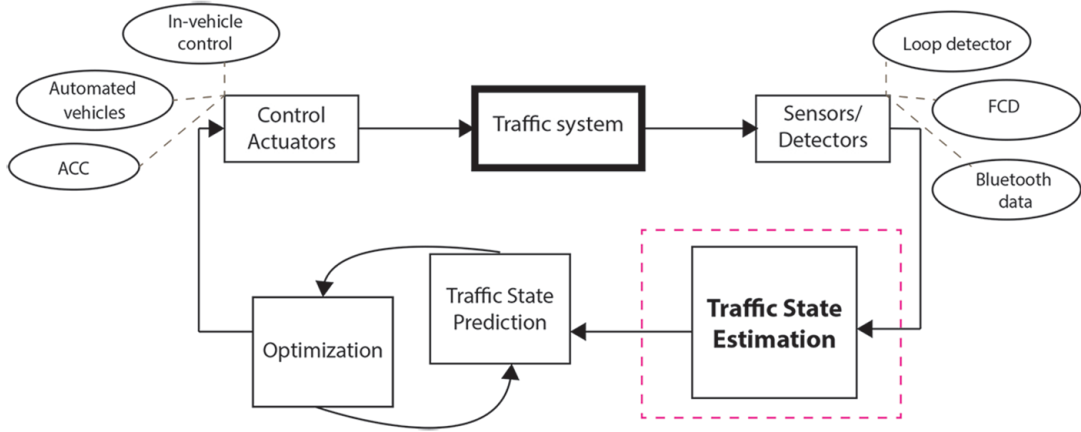 In-vehicle
control
Automated
vehicles
ACC
Control
Actuators
Traffic system
Sensors/
Detectors
Loop detector
FCD
Bluetooth
data
Optimization
Traffic State
Prediction
Traffic State
Estimation